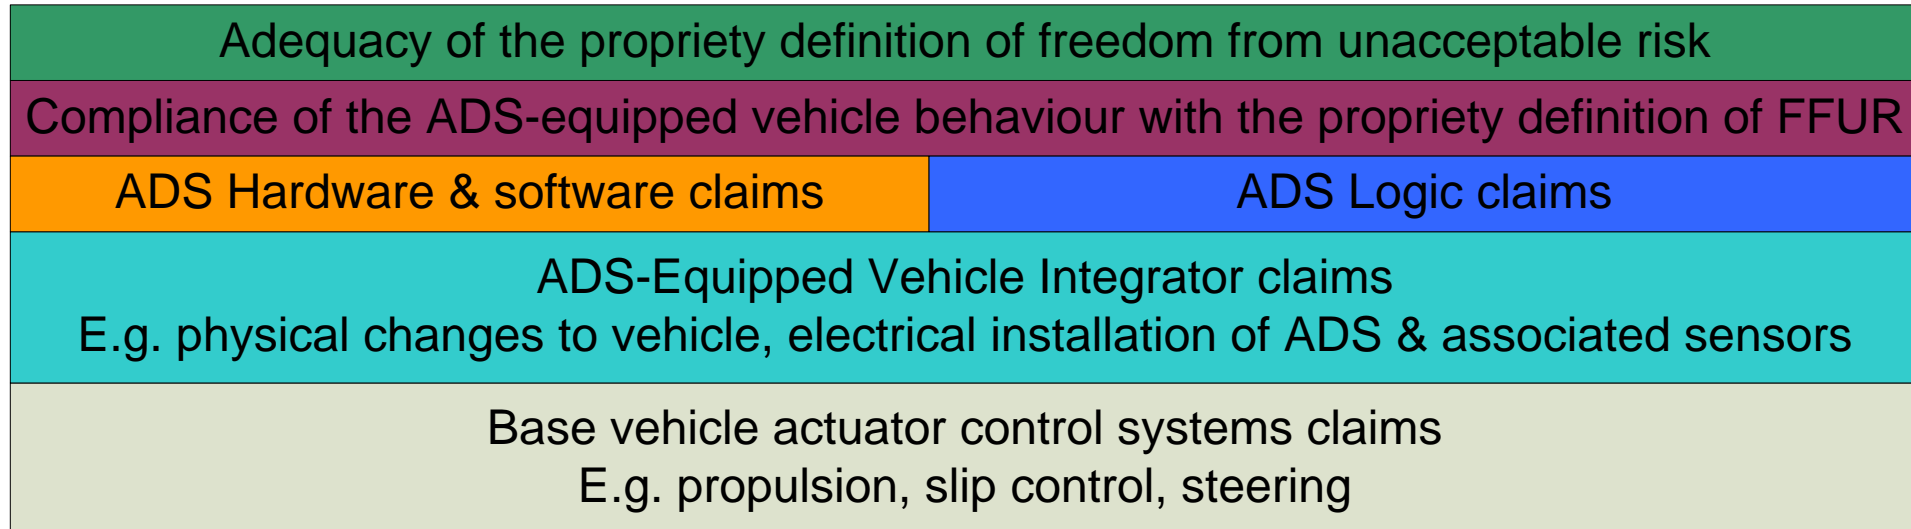 Adequacy of the propriety definition of freedom from unacceptable risk
Compliance of the ADS-equipped vehicle behaviour with the propriety definition of FFUR
ADS Hardware & software claims
ADS Logic claims
ADS-Equipped Vehicle Integrator claims
E.g. physical changes to vehicle, electrical installation of ADS & associated sensors
Base vehicle actuator control systems claims
E.g. propulsion, slip control, steering